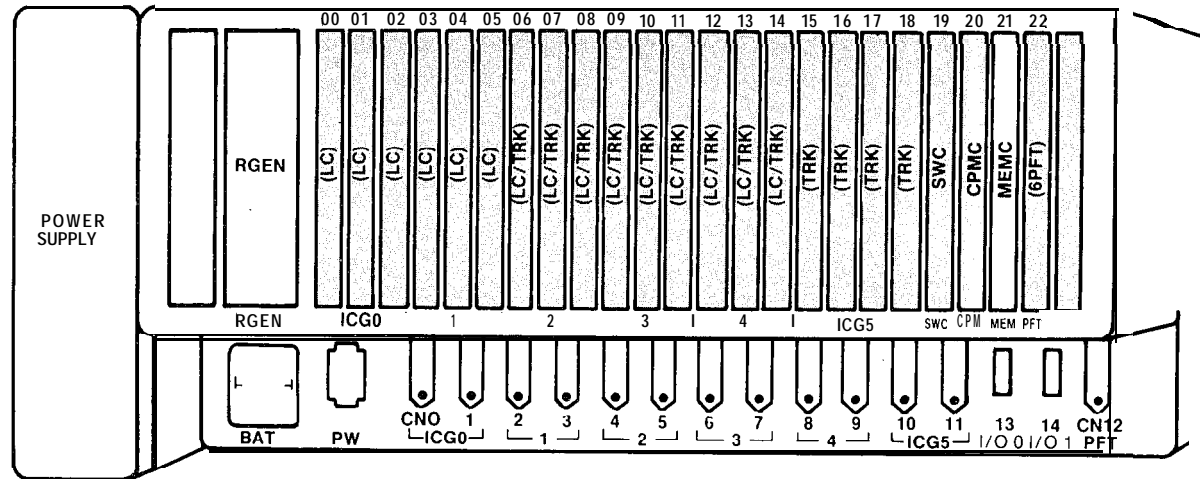 00 01 02 03 04 05 06 07 08 09 10 11 12 13 14 15 16 17 18 19 20 21 22
RGEN
(LC)
(LC)
(LC)
(LC)
(LC)
(LC)
(LC/TRK)
(LC/TRK)
(LC/TRK)
(LC/TRK)
(LC/TRK)
(LC/TRK)
(LC/TRK)
(LC/TRK)
(LC/TRK)
(TRK)
(TRK)
(TRK)
(TRK)
SWC
CPMC
MEMC
(6PFT)
POWER
SUPPLY
RGEN ICG0 1 2 3 I 4 I ICG5 SWC CPM MEM PFT
CNO 1 2 3 4 5 6 7 8 9 10 11 13 14 CN12
BAT PW ICG0 1 2 3 4 ICG5 I/O 0 I/O 1 PFT